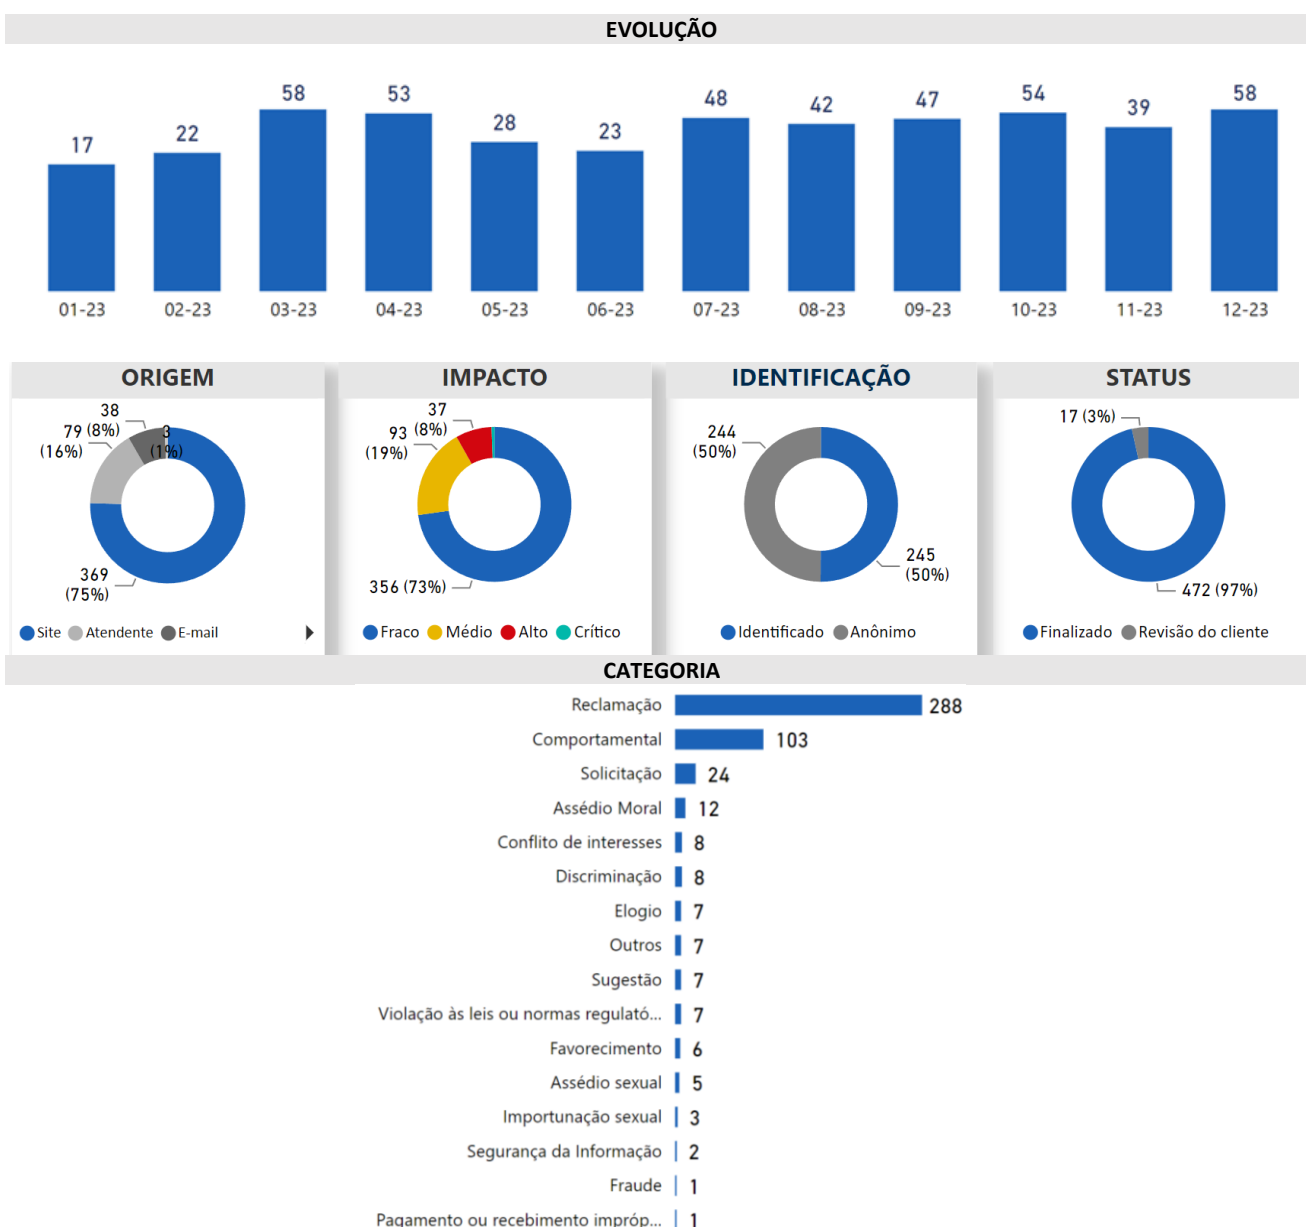 EVOLUÇÃO
17 22 58 53 28 23 48 42 47 54 39 58
01-23 02-23 03-23 04-23 05-23 06-23 07-23 08-23 09-23 10-23 11-23 12-23
ORIGEM
38
79 (8%) 3
(16%) (1%)
369
(75%)
Site Atendente E-mail
IMPACTO
37
93 (8%)
(19%)
356 (73%)
Fraco Médio Alto Crítico
IDENTIFICAÇÃO
244
(50%)
245
(50%)
Identificado Anônimo
STATUS
17 (3%)
472 (97%)
Finalizado Revisão do cliente
CATEGORIA
Reclamação 288
Comportamental 103
Solicitação 24
Assédio Moral 12
Conflito de interesses 8
Discriminação 8
Elogio 7
Outros 7
Sugestão 7
Violação às leis ou normas regulató... 7
Favorecimento 6
Assédio sexual 5
Importunação sexual 3
Segurança da Informação 2
Fraude 1
Pagamento ou recebimento impróp... 1